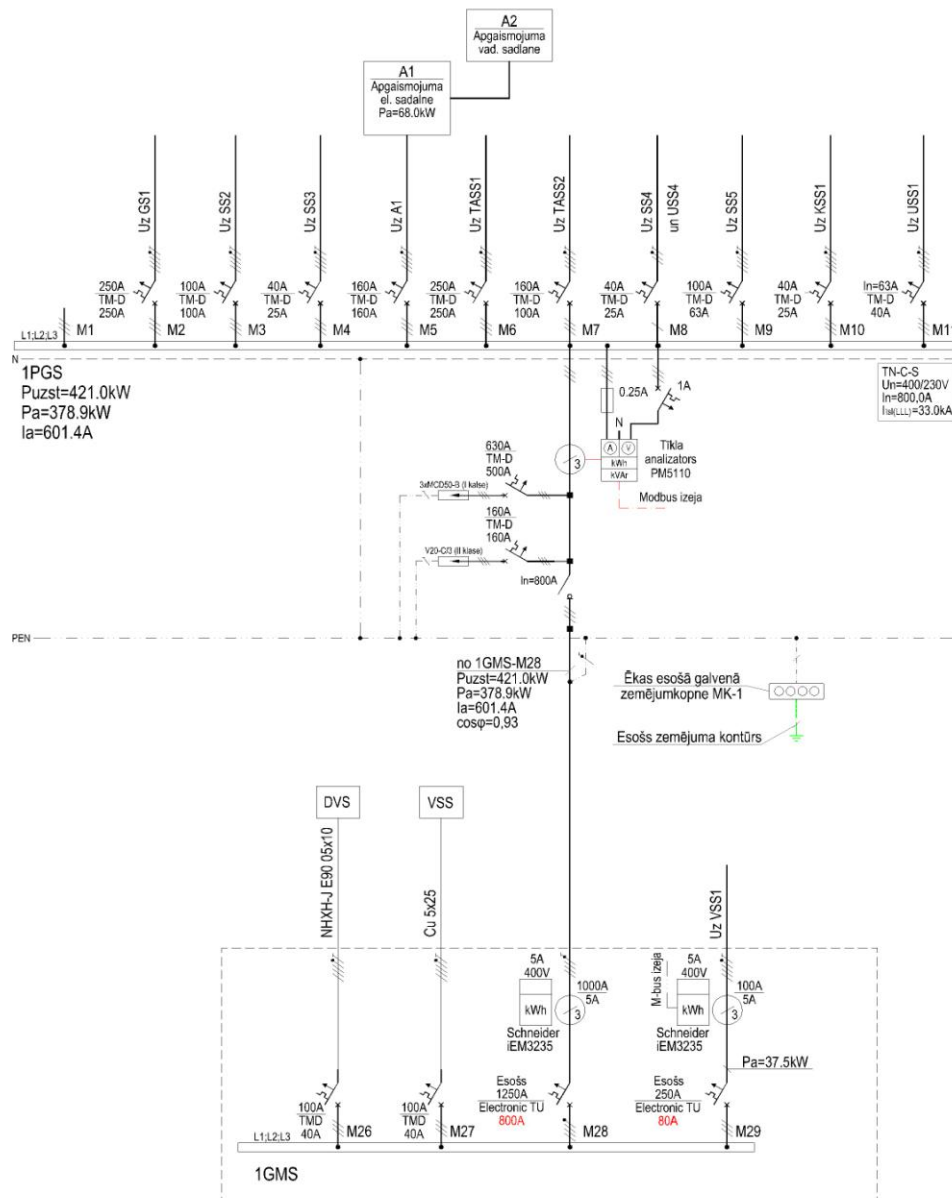 A2
Apgaismojuma
vad. sadlane
A1
Apgaismojuma
el. sadalne
Pa=68.0kW
Uz GS1
Uz SS2
Uz SS3
Uz A1
Uz TASS1
Uz TASS2
Uz SS4
un USS4
Uz SS5
Uz KSS1
Uz USS1
250A
TM-D
250A
100A
TM-D
100A
40A
TM-D
25A
160A
TM-D
160A
250A
TM-D
250A
160A
TM-D
100A
40A
TM-D
25A
100A
TM-D
63A
40A
TM-D
25A
In=63A
TM-D
40A
L1;L2;L3
M1
M2
M3
M4
M5
M6
M7
M8
M9
M10
M11
N
1PGS
Puzst=421.0kW
Pa=378.9kW
Ia=601.4A
TN-C-S
Un=400/230V
In=800,0A
=33.0kA
0.25A
1A
N
A
V
kWh
kVAr
3
Tīkla
analizators
PM5110
Modbus izeja
630A
TM-D
500A
3xMCD50-B (I kalse)
160A
TM-D
160A
V20-C/3 (II klase)
In=800A
PEN
no 1GMS-M28
Puzst=421.0kW
Pa=378.9kW
Ia=601.4A
cosφ=0,93
Ēkas esošā galvenā
zemējumkopne MK-1
Esošs zemējuma kontūrs
DVS
VSS
NHXH-J E90 05x10
Cu 5x25
Uz VSS1
5A
400V
kWh
1000A
5A
3
Schneider
iEM3235
M-bus izeja
5A
400V
kWh
100A
5A
3
Schneider
iEM3235
Pa=37.5kW
100A
TMD
40A
100A
TMD
40A
Esošs
1250A
Electronic TU
800A
Esošs
250A
Electronic TU
80A
L1;L2;L3
M26
M27
M28
M29
1GMS